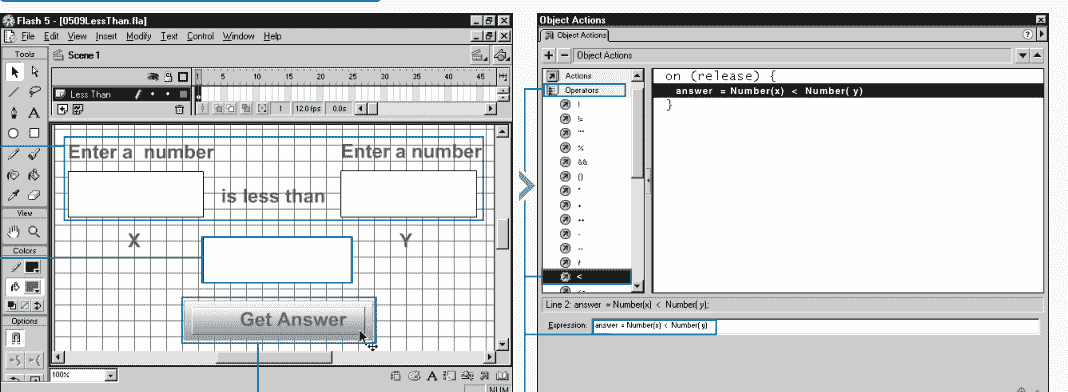 Flash 5 - [0509LessThan.fla]
File Edit View Insert Modify Text Control Window Help
Tools
Scene 1
1 5 10 15 20 25 30 35 40 45
Less Than
1 12.0 fps 0.0s
Enter a number
Enter a number
is less than
X
Y
Get Answer
View
Colors
Options
100%
NUM
Object Actions
Object Actions
Object Actions
Actions
Operators
!
!=
""
%
&&
()
*
<
on (release) {
answer = Number(x) < Number( y)
}
Line 2: answer = Number(x) < Number( y);
Expression: answer = Number(x) < Number( y)